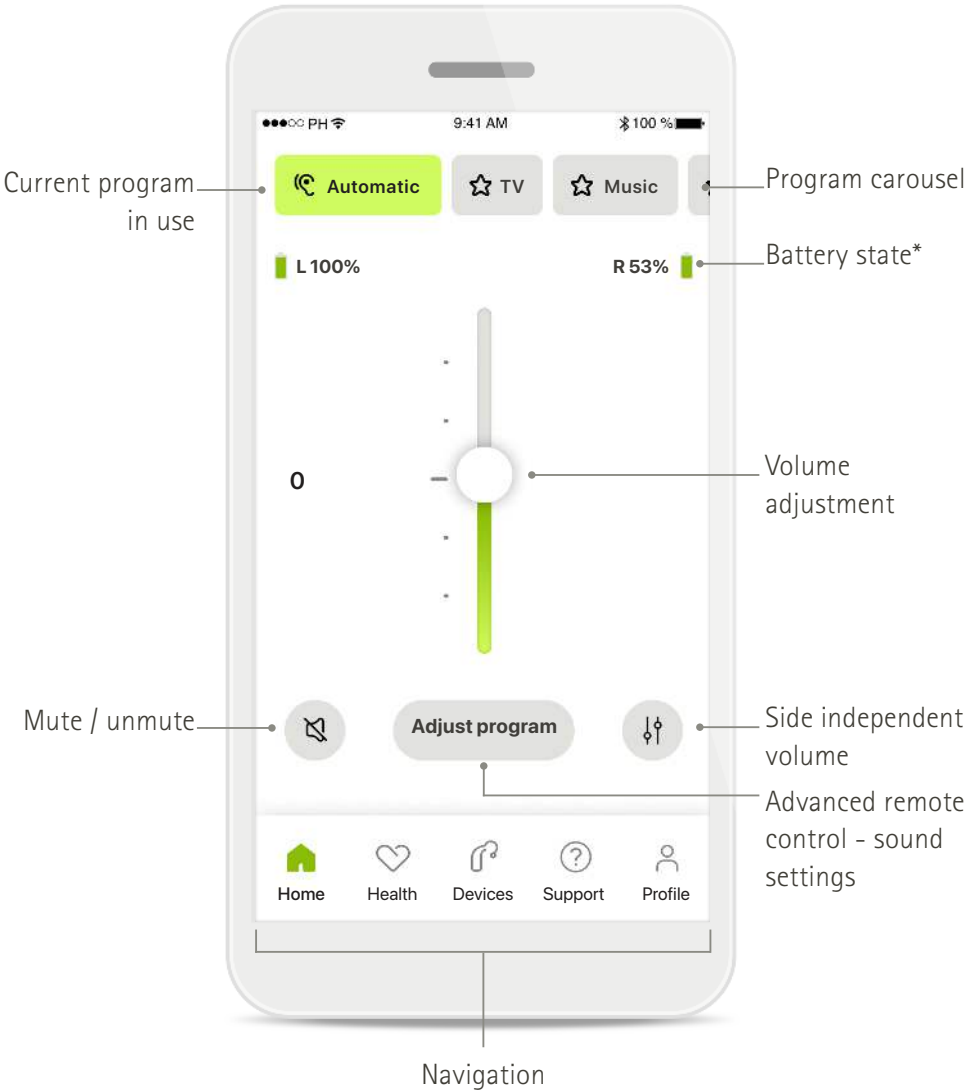 PH 9:41 AM 100 %
Automatic TV Music
Current program
in use
Program carousel
Battery state*
L 100% R 53%
0
Volume
adjustment
Mute / unmute
Adjust program
Side independent
volume
Advanced remote
control - sound
settings
Home Health Devices Support Profile
Navigation